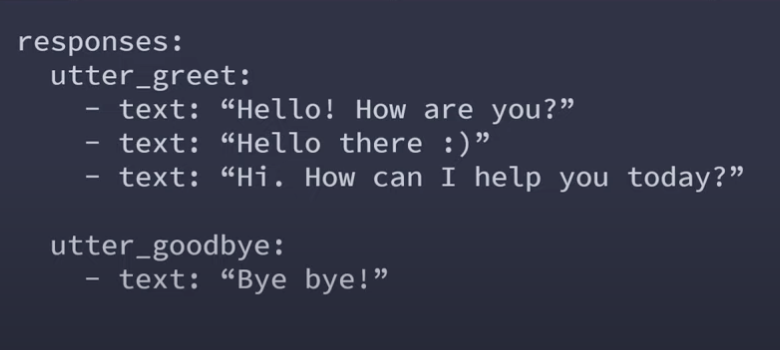 responses:
  utter_greet:
    - text: “Hello! How are you?”
    - text: “Hello there :)”
    - text: “Hi. How can I help you today?”
  utter_goodbye:
    - text: “Bye bye!”